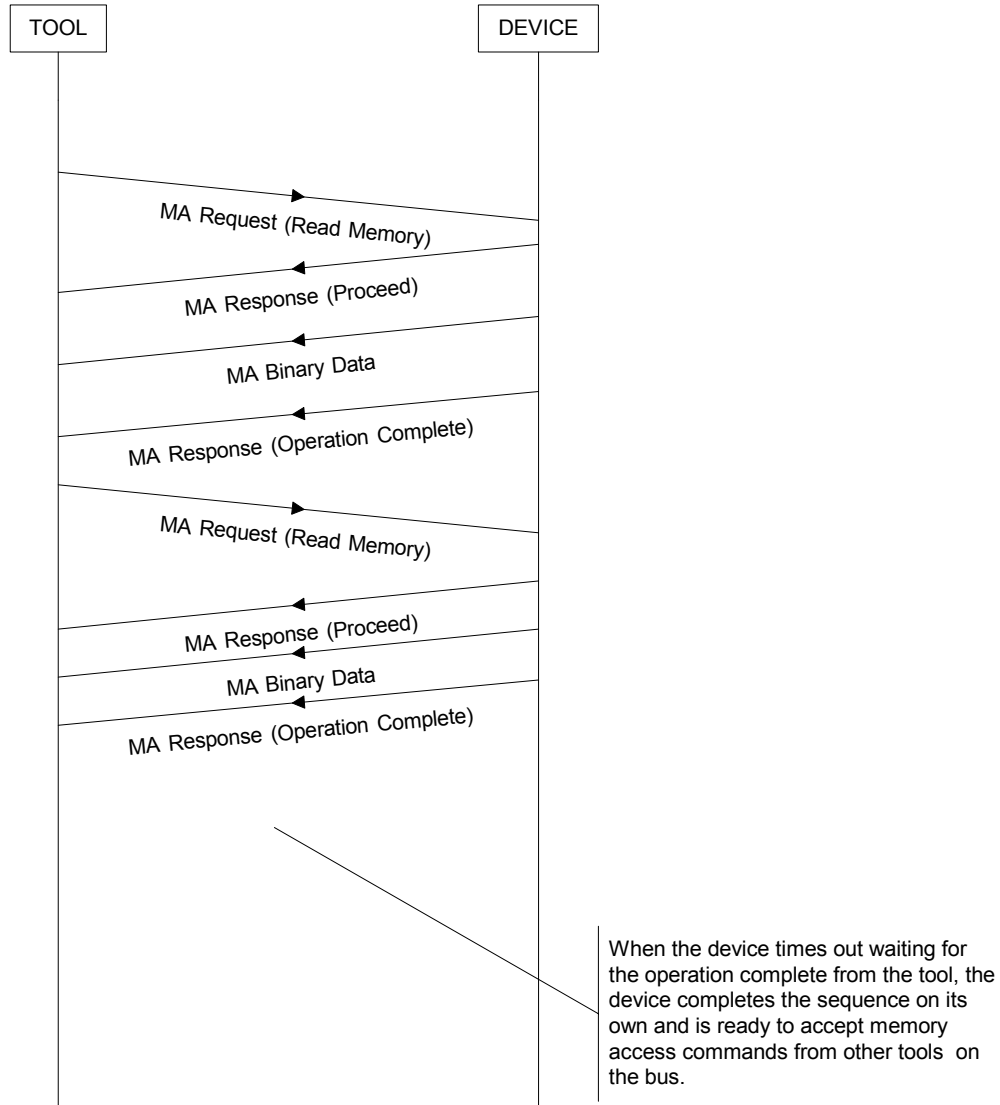 TOOL
DEVICE
MA Request (Read Memory)
MA Response (Proceed)
MA Binary Data
MA Response (Operation Complete)
MA Request (Read Memory)
MA Response (Proceed)
MA Binary Data
MA Response (Operation Complete)
When the device times out waiting for
the operation complete from the tool, the
device completes the sequence on its
own and is ready to accept memory
access commands from other tools on
the bus.